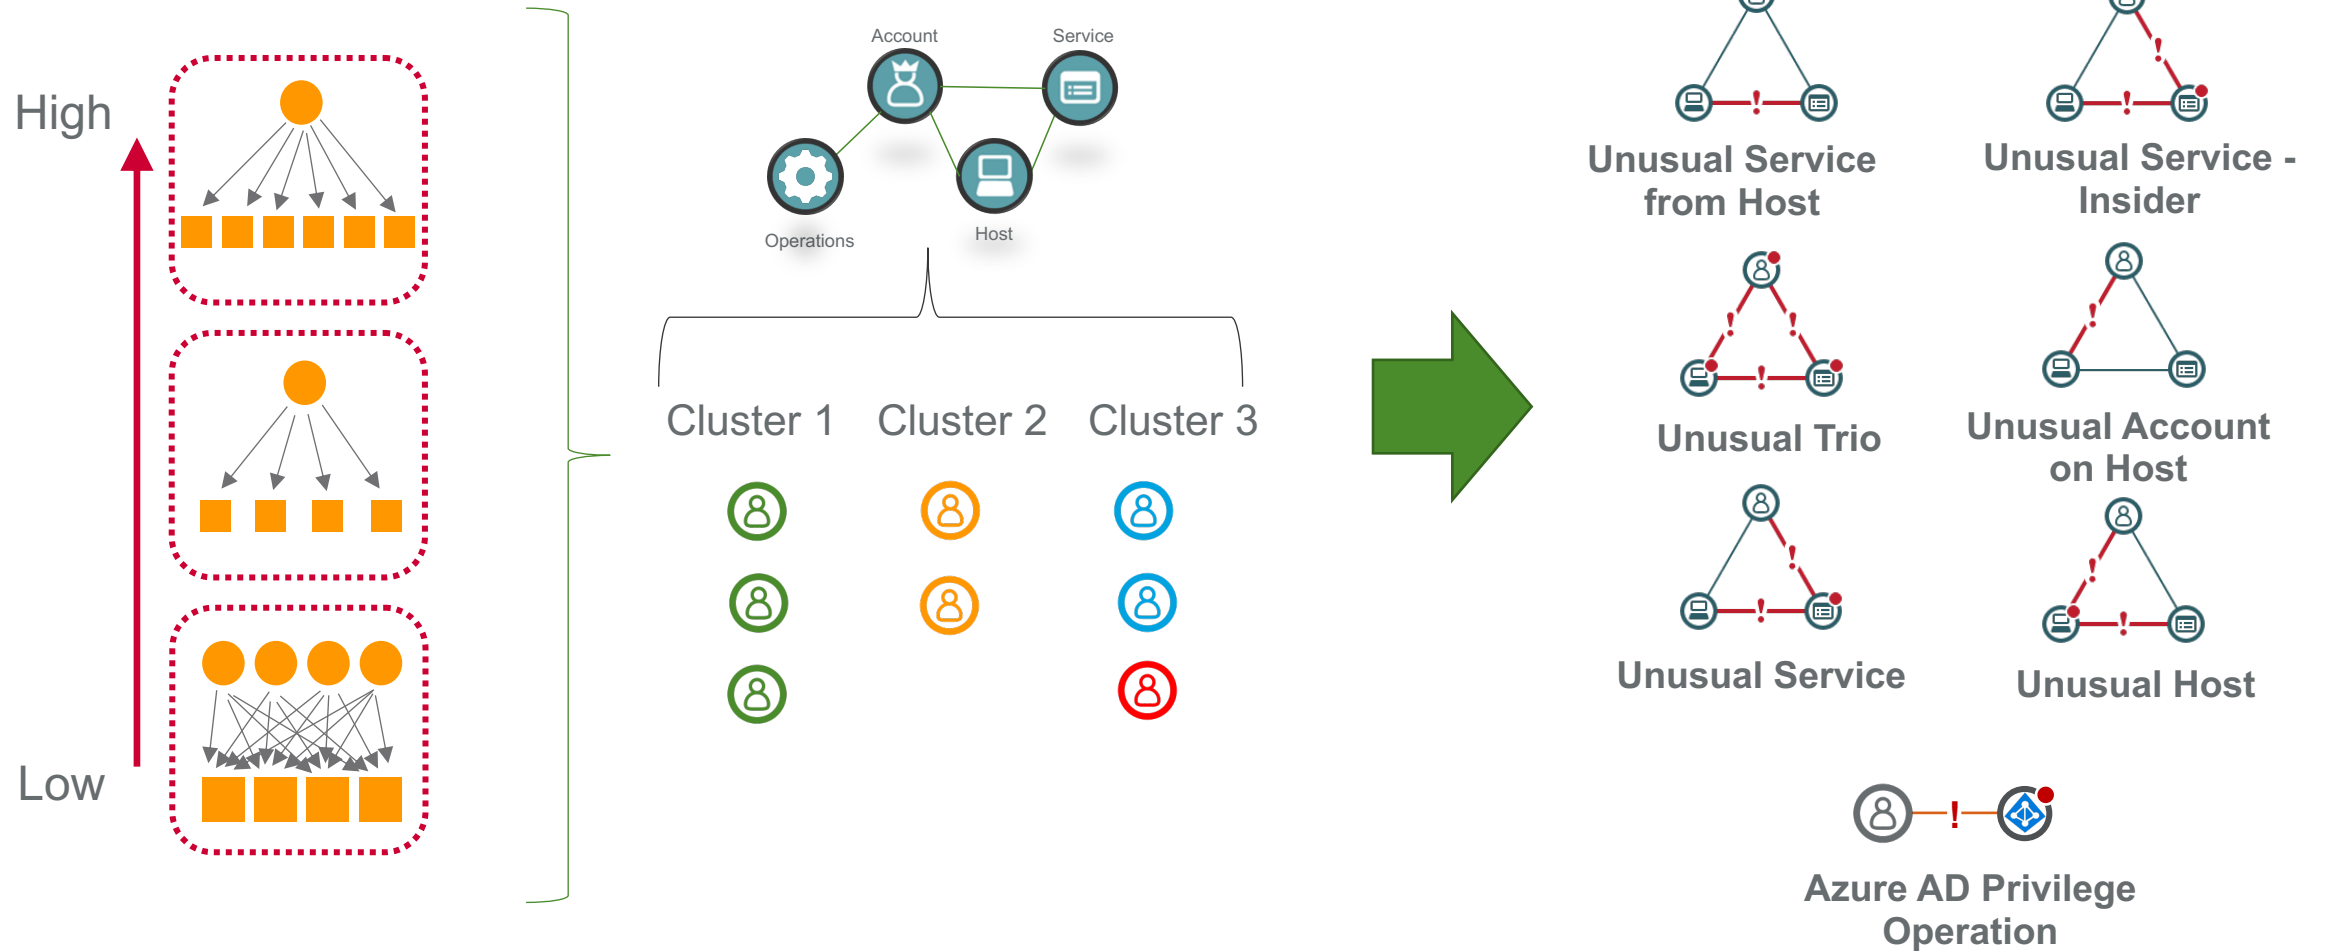 High
Low
Account
Service
Operations
Host
Cluster 1
Cluster 2
Cluster 3
Unusual Service
from Host
Unusual Service -
Insider
Unusual Trio
Unusual Account
on Host
Unusual Service
Unusual Host
Azure AD Privilege
Operation